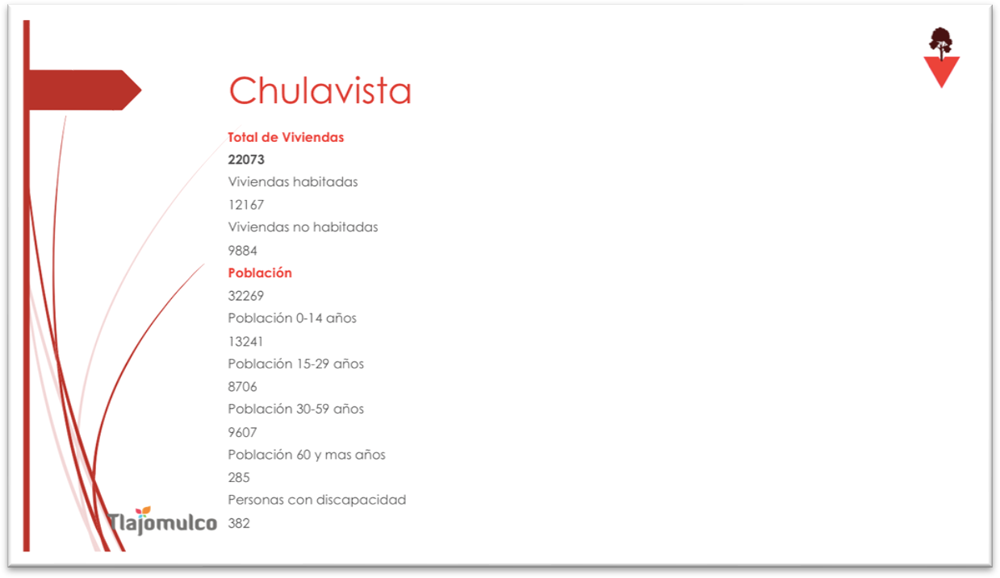 Chulavista
Total de Viviendas
22073
Viviendas habitadas
12167
Viviendas no habitadas
9884
Población
32269
Población 0-14 años
13241
Población 15-29 años
8706
Población 30-59 años
9607
Población 60 y mas años
285
Personas con discapacidad
382
Tlajomulco